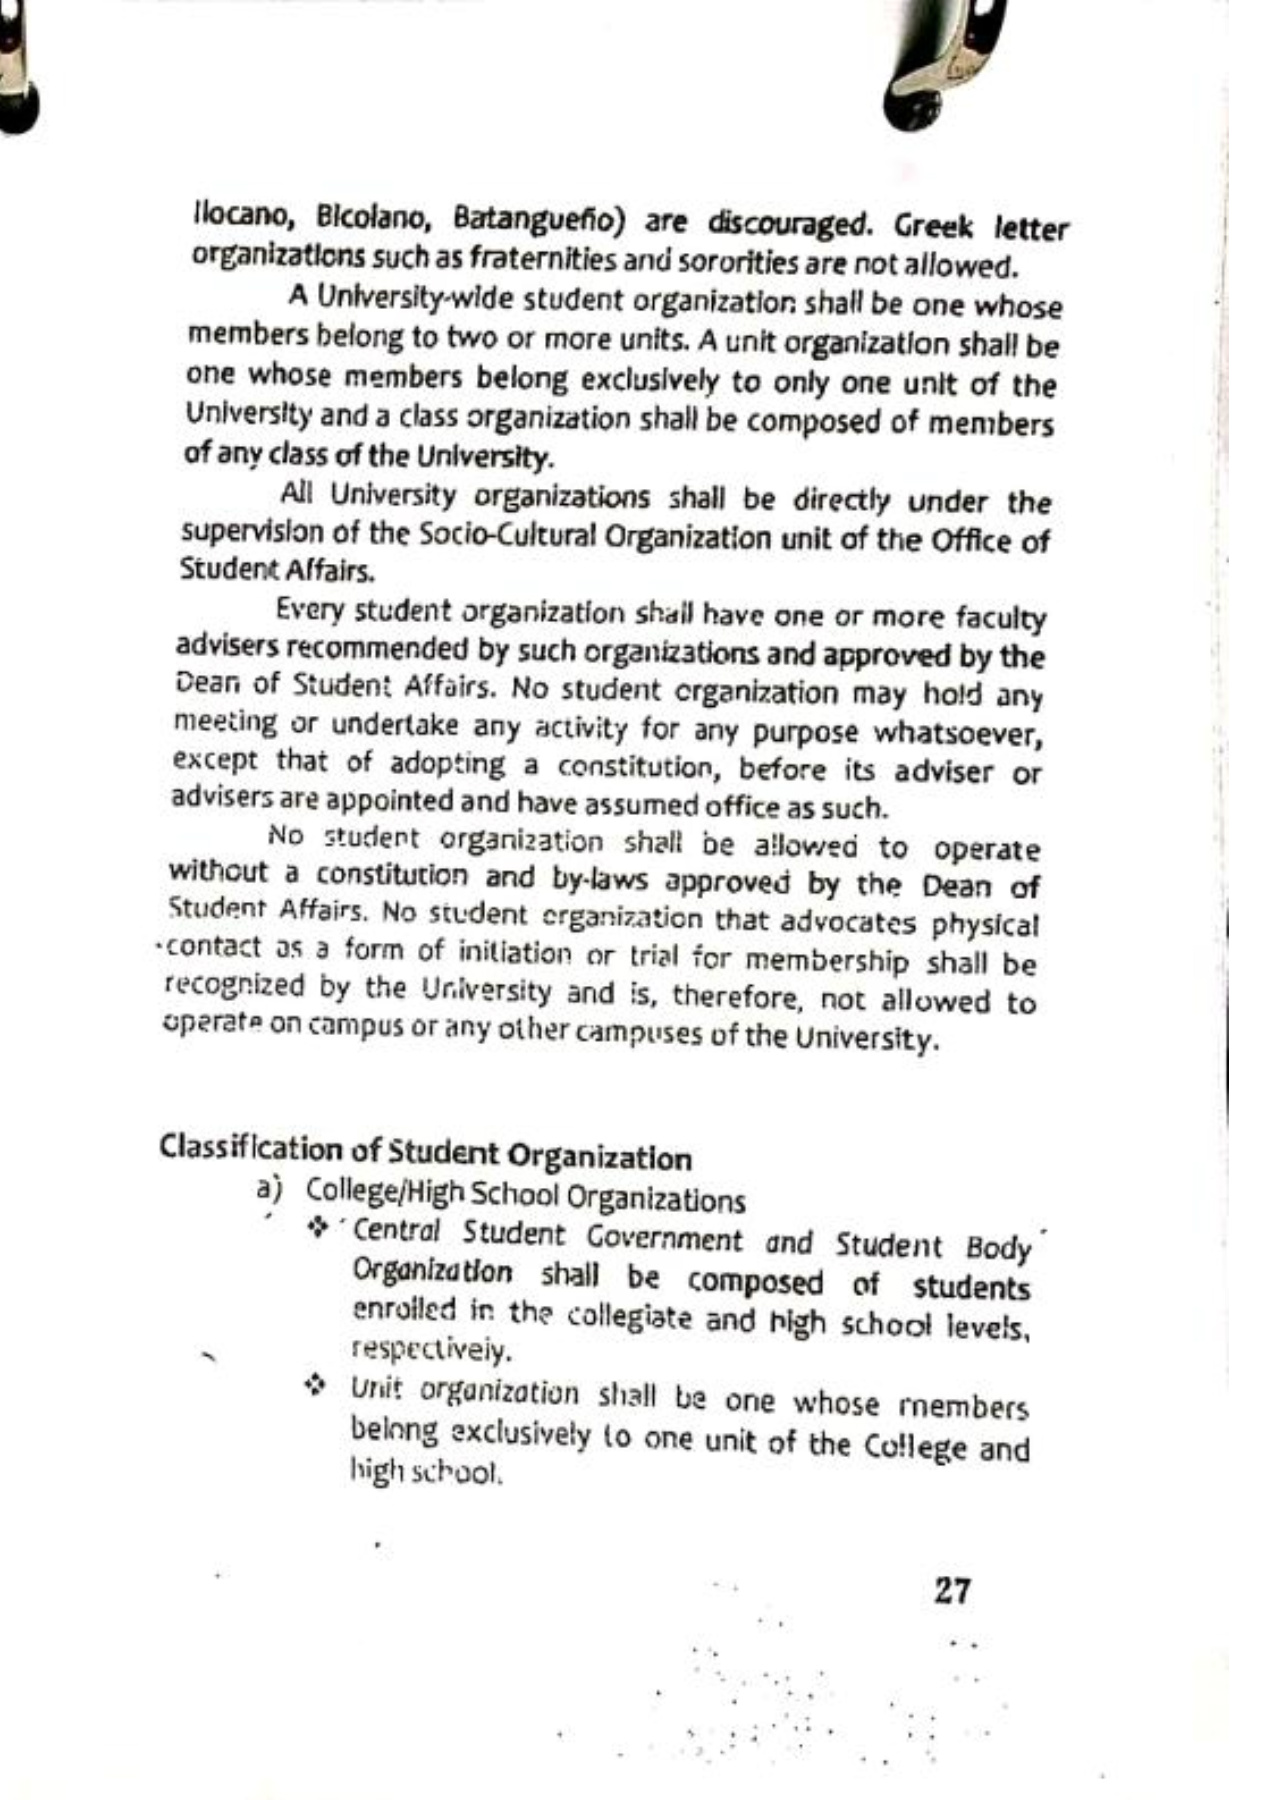 Ilocano, Bicolano, Batangueño) are discouraged. Greek letter
organizations such as fraternities and sororities are not allowed.
A University-wide student organization shall be one whose
members belong to two or more units. A unit organization shall be
one whose members belong exclusively to only one unit of the
University and a class organization shall be composed of members
of any class of the University.
All University organizations shall be directly under the
supervision of the Socio-Cultural Organization unit of the Office of
Student Affairs.
Every student organization shall have one or more faculty
advisers recommended by such organizations and approved by the
Dean of Student Affairs. No student organization may hold any
meeting or undertake any activity for any purpose whatsoever,
except that of adopting a constitution, before its adviser or
advisers are appointed and have assumed office as such.
No student organization shall be allowed to operate
without a constitution and by-laws approved by the Dean of
Student Affairs. No student organization that advocates physical
contact as a form of initiation or trial for membership shall be
recognized by the University and is, therefore, not allowed to
operate on campus or any other campuses of the University.
Classification of Student Organization
a) College/High School Organizations
❖ Central Student Government and Student Body
Organization shall be composed of students
enrolled in the collegiate and high school levels,
respectively.
❖ Unit organization shall be one whose members
belong exclusively to one unit of the College and
high school.
27